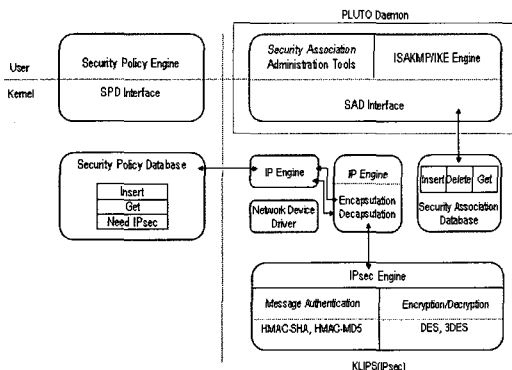 PLUTO Daemon
User
Kernel
Security Policy Engine
SPD Interface
Security Association
Administration Tools
ISAKMP/IKE Engine
SAD Interface
Security Policy Database
Insert
Get
Need IPsec
IP Engine
Network Device
Driver
IP Engine
Encapsulation
Decapsulation
Insert Delete Get
Security Association
Database
IPsec Engine
Message Authentication
HMAC-SHA, HMAC-MD5
Encryption/Decryption
DES, 3DES
KLIPS(IPsec)